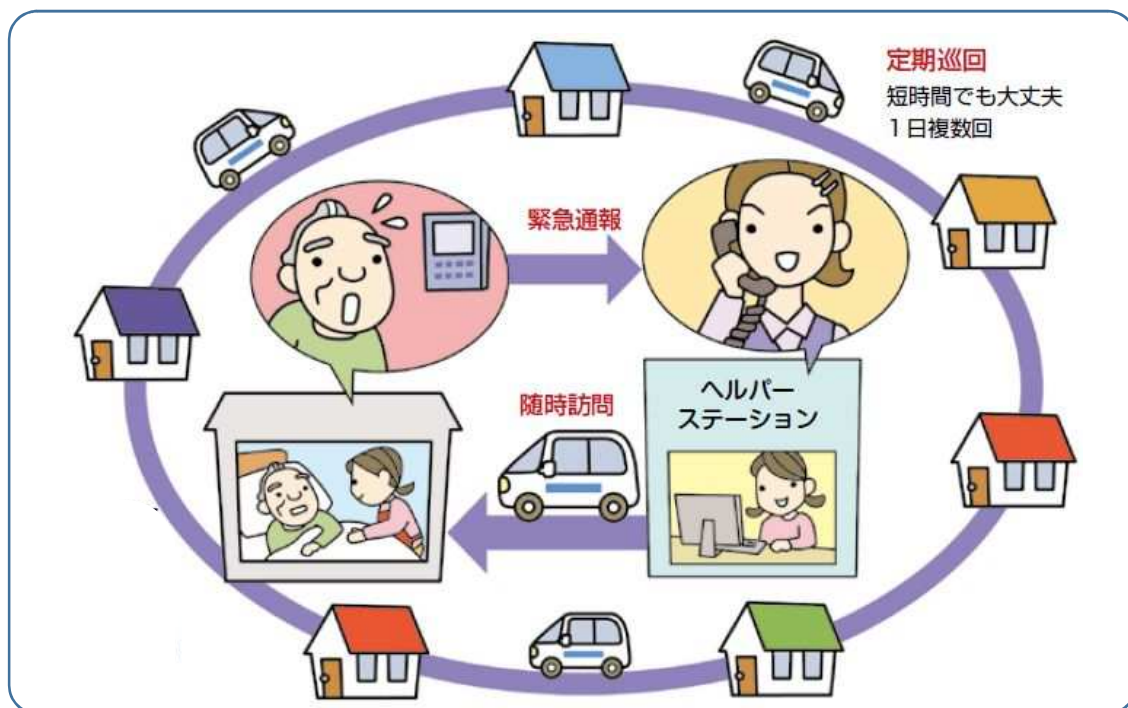 定期巡回
短時間でも大丈夫
１日複数回
緊急通報
随時訪問
ヘルパー
ステーション